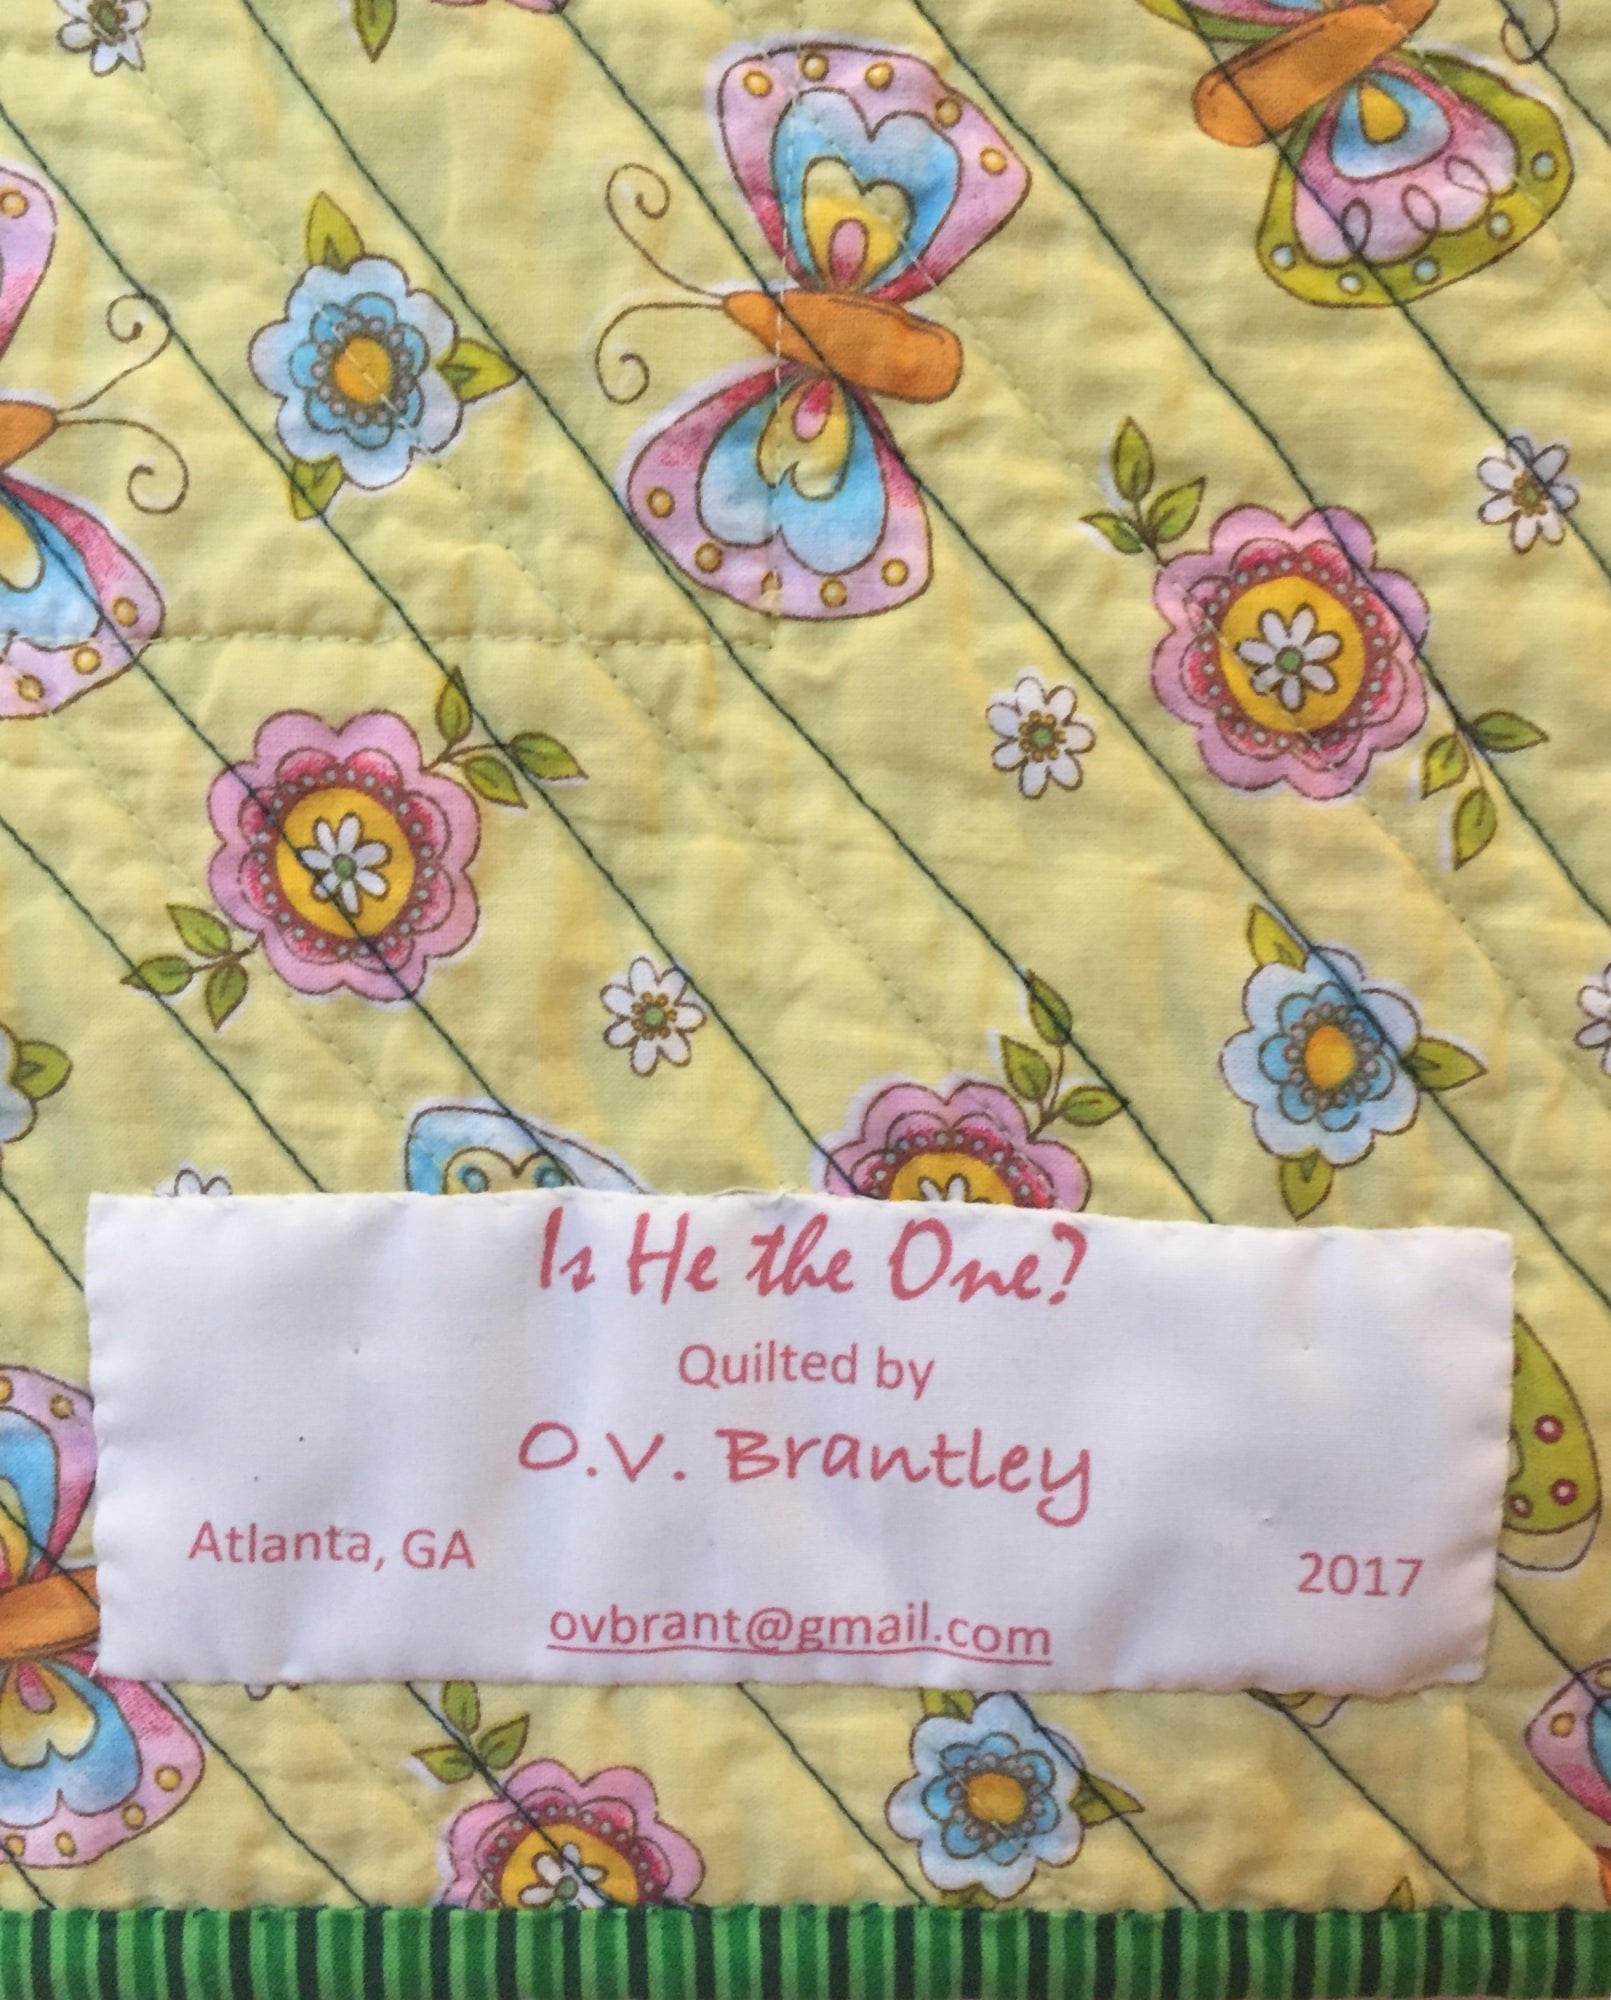 Is He the One?
Quilted by
O.V. Brantley
Atlanta, GA 2017
ovbrant@gmail.com